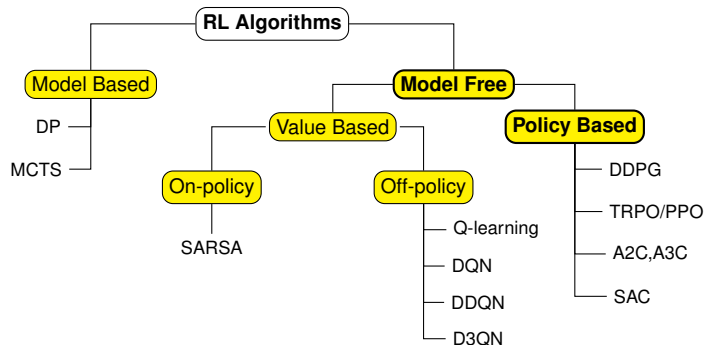 RL Algorithms
Model Based
Model Free
DP
Value Based
Policy Based
MCTS
On-policy
Off-policy
DDPG
SARSA
Q-learning
TRPO/PPO
DQN
A2C,A3C
DDQN
SAC
D3QN